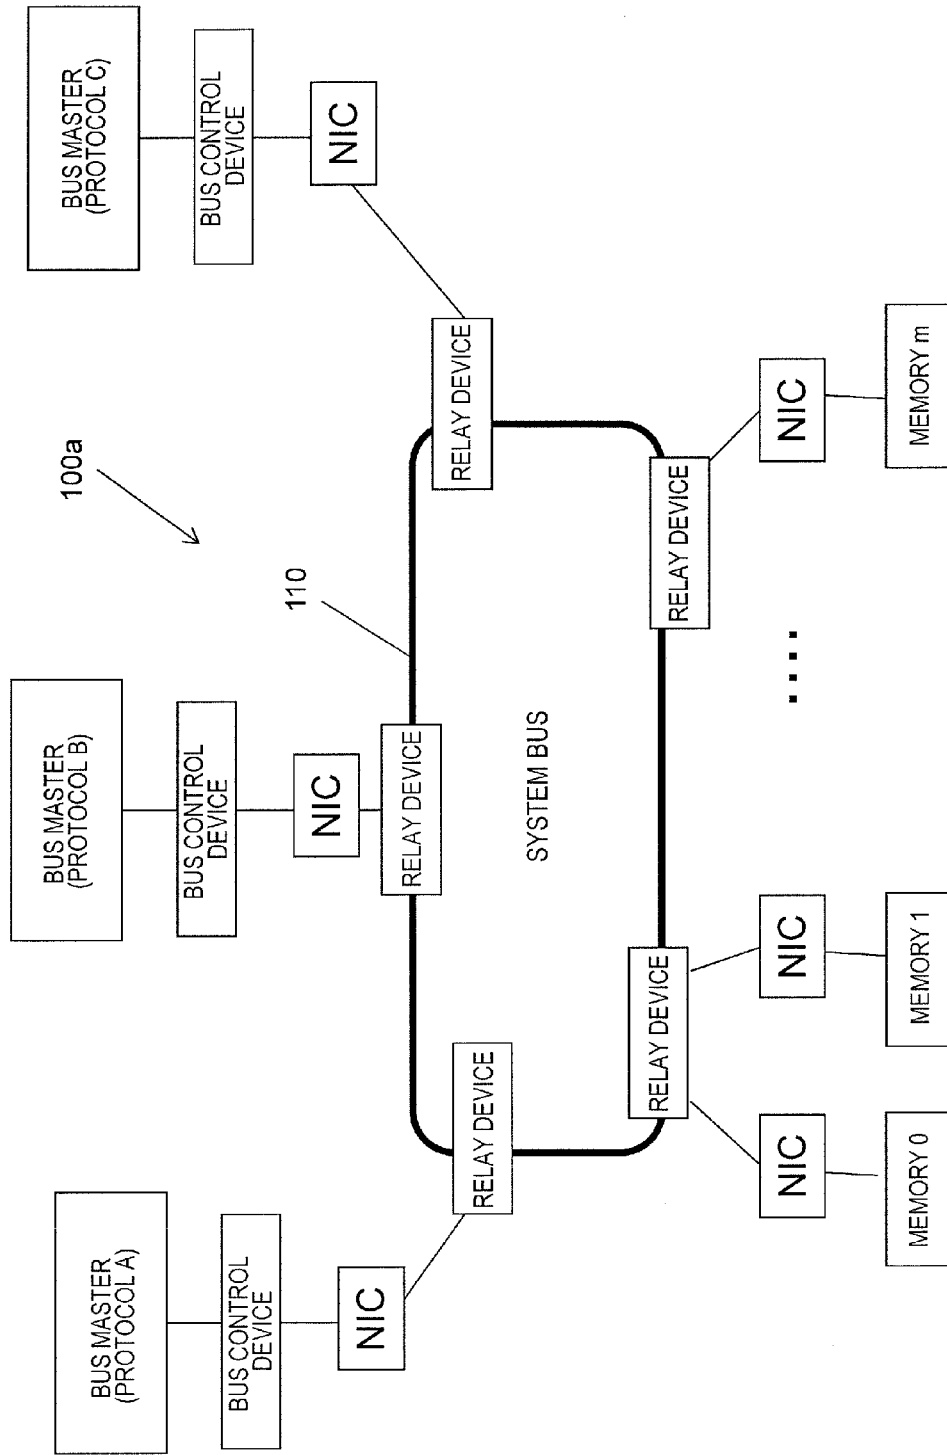 100a
BUS MASTER
(PROTOCOL A)
BUS MASTER
(PROTOCOL B)
BUS MASTER
(PROTOCOL C)
BUS CONTROL
DEVICE
BUS CONTROL
DEVICE
BUS CONTROL
DEVICE
NIC
NIC
NIC
110
RELAY DEVICE
RELAY DEVICE
RELAY DEVICE
SYSTEM BUS
RELAY DEVICE
RELAY DEVICE
NIC
NIC
....
NIC
MEMORY 0
MEMORY 1
MEMORY m